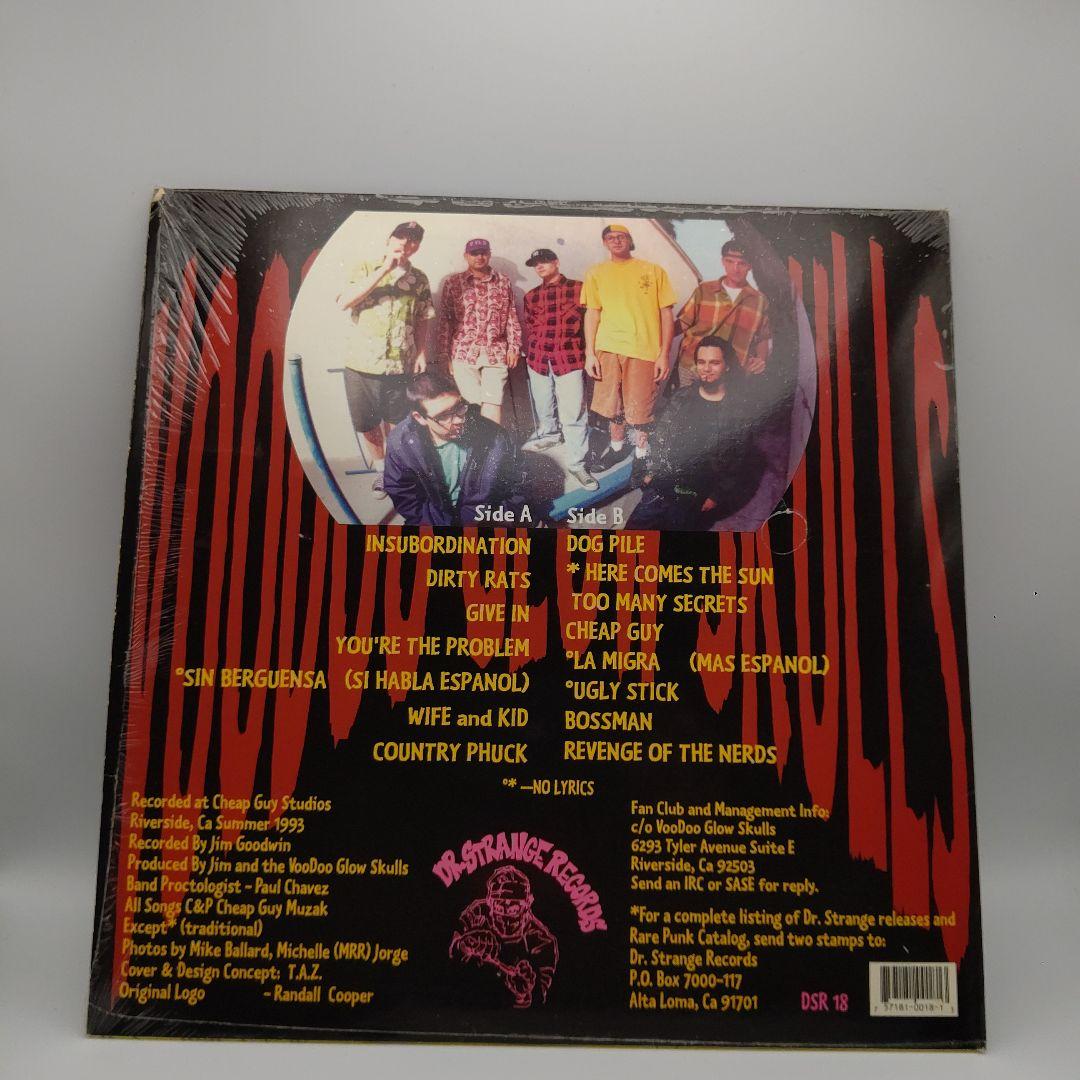 Side A
INSUBORDINATION
DIRTY RATS
GIVE IN
YOU'RE THE PROBLEM
°SIN BERGUENSA (SI HABLA ESPANOL)
WIFE and KID
COUNTRY PHUCK
Side B
DOG PILE
* HERE COMES THE SUN
TOO MANY SECRETS
CHEAP GUY
°LA MIGRA (MAS ESPANOL)
°UGLY STICK
BOSSMAN
REVENGE OF THE NERDS
°* —NO LYRICS
Recorded at Cheap Guy Studios
Riverside, Ca Summer 1993
Recorded By Jim Goodwin
Produced By Jim and the VooDoo Glow Skulls
Band Proctologist - Paul Chavez
All Songs C&P Cheap Guy Muzak
Except* (traditional)
Photos by Mike Ballard, Michelle (MRR) Jorge
Cover & Design Concept: T.A.Z.
Original Logo - Randall Cooper
DR. STRANGE RECORDS
Fan Club and Management Info:
c/o VooDoo Glow Skulls
6293 Tyler Avenue Suite E
Riverside, Ca 92503
Send an IRC or SASE for reply.
*For a complete listing of Dr. Strange releases and
Rare Punk Catalog, send two stamps to:
Dr. Strange Records
P.O. Box 7000-117
Alta Loma, CA 91701
DSR 18
7 57181-0018-1